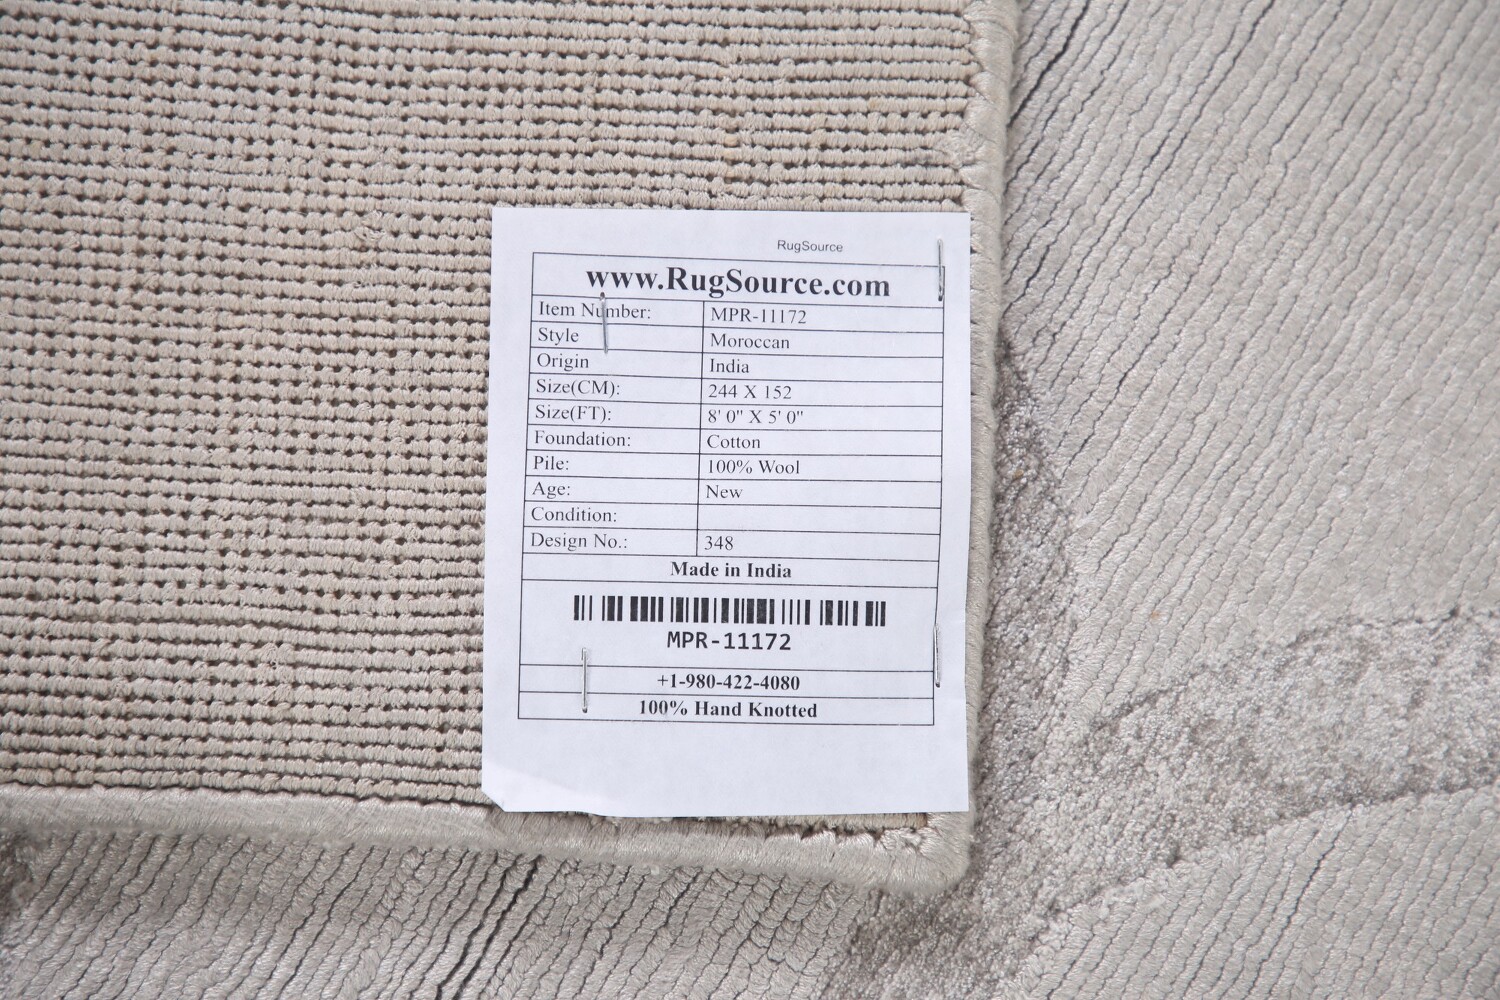 RugSource
www.RugSource.com
Item Number: MPR-11172
Style Moroccan
Origin India
Size(CM): 244 X 152
Size(FT): 8' 0" X 5' 0"
Foundation: Cotton
Pile: 100% Wool
Age: New
Condition:
Design No.: 348
Made in India
MPR-11172
+1-980-422-4080
100% Hand Knotted